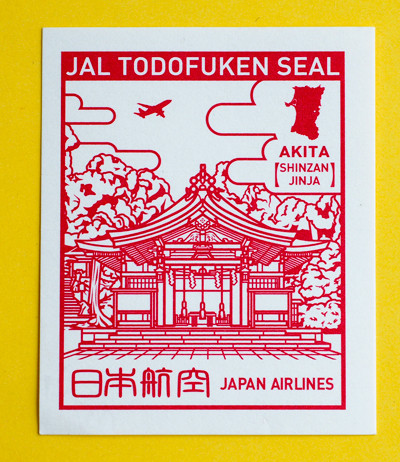 JAL TODOFUKEN SEAL
AKITA
【SHINZAN
JINJA】
日本航空 JAPAN AIRLINES